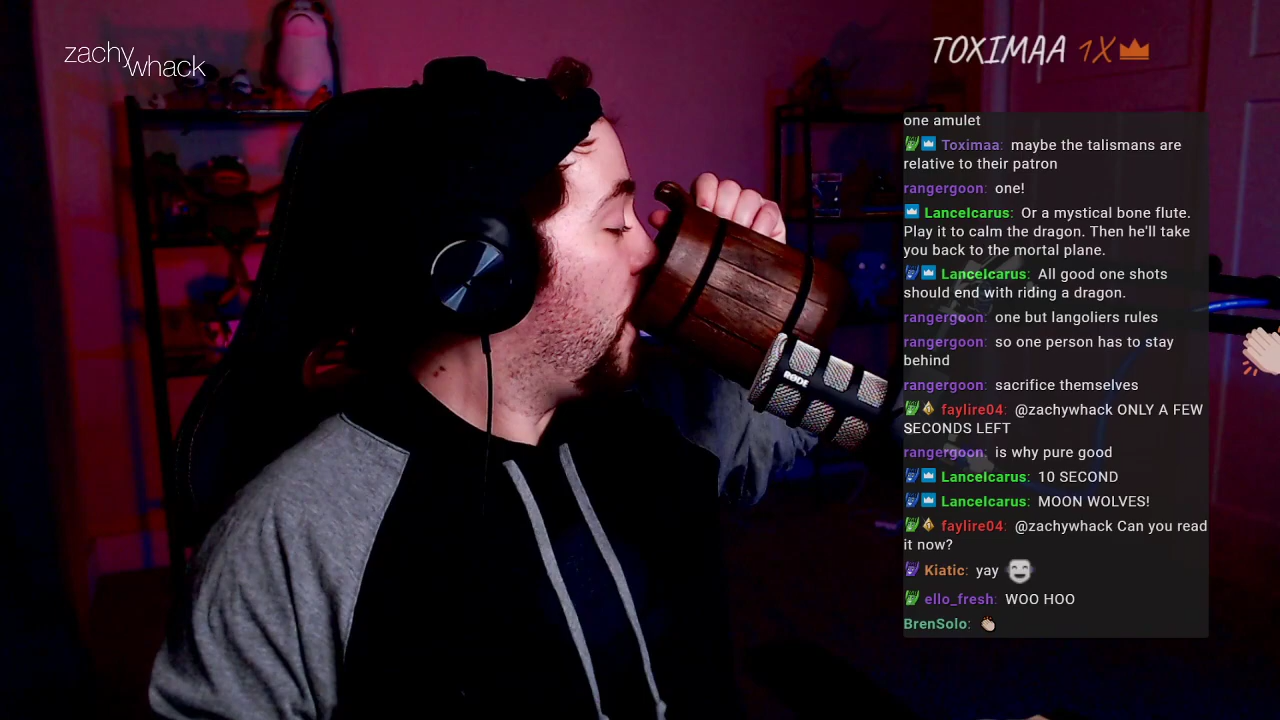 zachy
whack
TOXIMAA 1X
one amulet
Toximaa: maybe the talismans are
relative to their patron
rangergoon: one!
LanceIcarus: Or a mystical bone flute.
Play it to calm the dragon. Then he'll take
you back to the mortal plane.
LanceIcarus: All good one shots
should end with riding a dragon.
rangergoon: one but langoliers rules
rangergoon: so one person has to stay
behind
rangergoon: sacrifice themselves
faylire04: @zachywhack ONLY A FEW
SECONDS LEFT
rangergoon: is why pure good
LanceIcarus: 10 SECOND
LanceIcarus: MOON WOLVES!
faylire04: @zachywhack Can you read
it now?
Kiatic: yay
ello_fresh: WOO HOO
BrenSolo:
RØDE